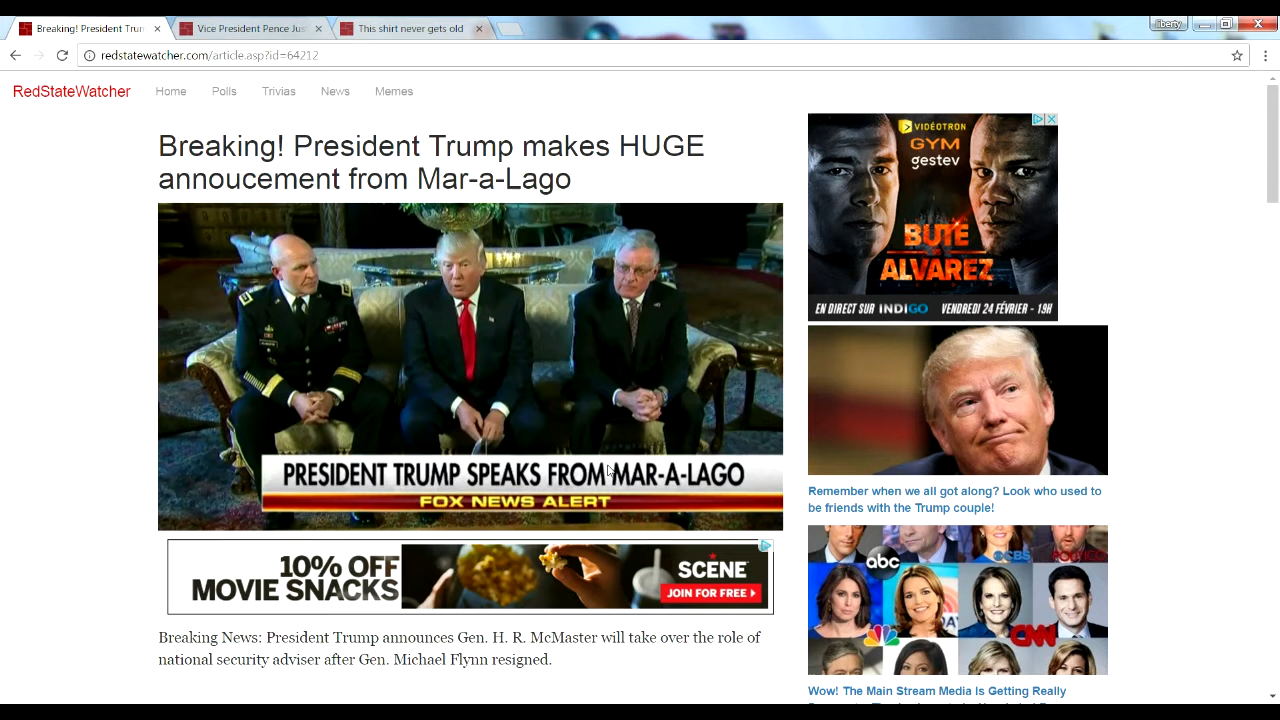 Breaking! President Trun
Vice President Pence Jus
This shirt never gets old
liberty
redstatewatcher.com/article.asp?id=64212
RedStateWatcher Home Polls Trivias News Memes
Breaking! President Trump makes HUGE
annoucement from Mar-a-Lago
PRESIDENT TRUMP SPEAKS FROM MAR-A-LAGO
FOX NEWS ALERT
10% OFF
MOVIE SNACKS
SCENE
JOIN FOR FREE
Breaking News: President Trump announces Gen. H. R. McMaster will take over the role of
national security adviser after Gen. Michael Flynn resigned.
VIDÉOTRON
GYM
gestev
BUTE
ALVAREZ
EN DIRECT SUR INDIGO VENDREDI 24 FÉVRIER - 19H
Remember when we all got along? Look who used to
be friends with the Trump couple!
abc
CBS
POLITICO
NBC
CNN
Wow! The Main Stream Media Is Getting Really